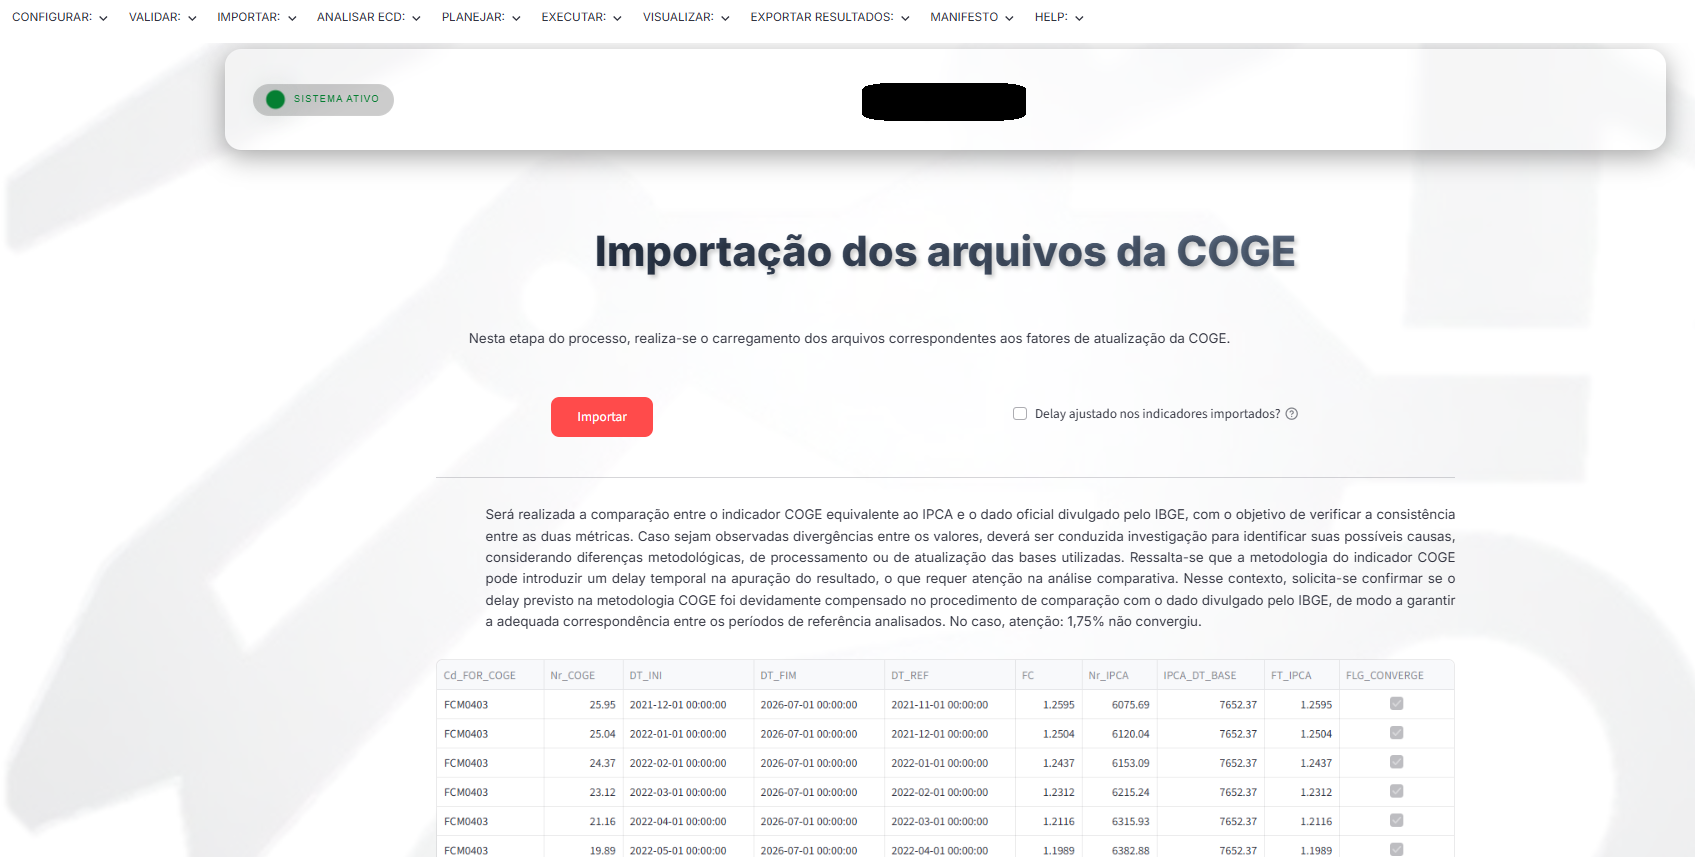 CONFIGURAR: VALIDAR: IMPORTAR: ANALISAR ECD: PLANEJAR: EXECUTAR: VISUALIZAR: EXPORTAR RESULTADOS: MANIFESTO HELP:
SISTEMA ATIVO
Importação dos arquivos da COGE
Nesta etapa do processo, realiza-se o carregamento dos arquivos correspondentes aos fatores de atualização da COGE.
Importar Delay ajustado nos indicadores importados?
Será realizada a comparação entre o indicador COGE equivalente ao IPCA e o dado oficial divulgado pelo IBGE, com o objetivo de verificar a consistência
entre as duas métricas. Caso sejam observadas divergências entre os valores, deverá ser conduzida investigação para identificar suas possíveis causas,
considerando diferenças metodológicas, de processamento ou de atualização das bases utilizadas. Ressalta-se que a metodologia do indicador COGE
pode introduzir um delay temporal na apuração do resultado, o que requer atenção na análise comparativa. Nesse contexto, solicita-se confirmar se o
delay previsto na metodologia COGE foi devidamente compensado no procedimento de comparação com o dado divulgado pelo IBGE, de modo a garantir
a adequada correspondência entre os períodos de referência analisados. No caso, atenção: 1,75% não convergiu.
Cd_FOR_COGE Nr_COGE DT_INI DT_FIM DT_REF FC Nr_IPCA IPCA_DT_BASE FT_IPCA FLG_CONVERGE
FCM0403 25.95 2021-12-01 00:00:00 2026-07-01 00:00:00 2021-11-01 00:00:00 1.2595 6075.69 7652.37 1.2595
FCM0403 25.04 2022-01-01 00:00:00 2026-07-01 00:00:00 2021-12-01 00:00:00 1.2504 6120.04 7652.37 1.2504
FCM0403 24.37 2022-02-01 00:00:00 2026-07-01 00:00:00 2022-01-01 00:00:00 1.2437 6153.09 7652.37 1.2437
FCM0403 23.12 2022-03-01 00:00:00 2026-07-01 00:00:00 2022-02-01 00:00:00 1.2312 6215.24 7652.37 1.2312
FCM0403 21.16 2022-04-01 00:00:00 2026-07-01 00:00:00 2022-03-01 00:00:00 1.2116 6315.93 7652.37 1.2116
FCM0403 19.89 2022-05-01 00:00:00 2026-07-01 00:00:00 2022-04-01 00:00:00 1.1989 6382.88 7652.37 1.1989